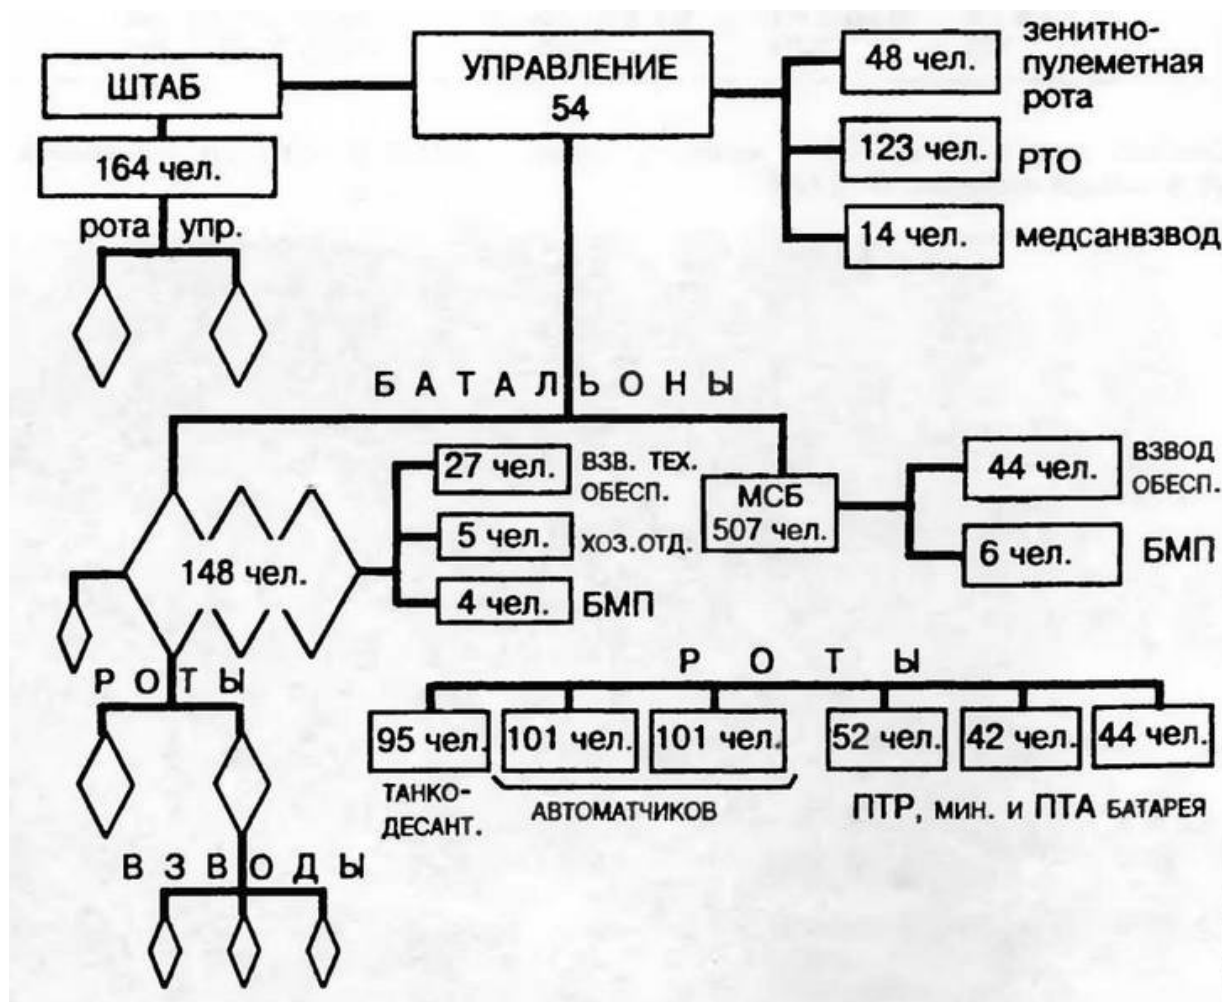 ШТАБ
164 чел.
рота упр.
УПРАВЛЕНИЕ
54
48 чел.
зенитно-
пулеметная
рота
123 чел.
РТО
14 чел.
медсанвзвод
БАТАЛЬОНЫ
148 чел.
27 чел.
ВЗВ. ТЕХ.
ОБЕСП.
5 чел.
ХОЗ.ОТД.
4 чел.
БМП
МСБ
507 чел.
44 чел.
ВЗВОД
ОБЕСП.
6 чел.
БМП
РОТЫ
ВЗВОДЫ
РОТЫ
95 чел.
101 чел.
101 чел.
52 чел.
42 чел.
44 чел.
ТАНКО-
ДЕСАНТ.
АВТОМАТЧИКОВ
ПТР, МИН. И ПТА БАТАРЕЯ